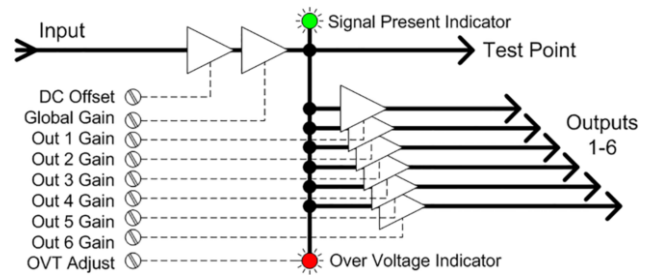 Signal Present Indicator
Input
Test Point
DC Offset
Global Gain
Out 1 Gain
Out 2 Gain
Out 3 Gain
Out 4 Gain
Out 5 Gain
Out 6 Gain
OVT Adjust
Outputs
1-6
Over Voltage Indicator